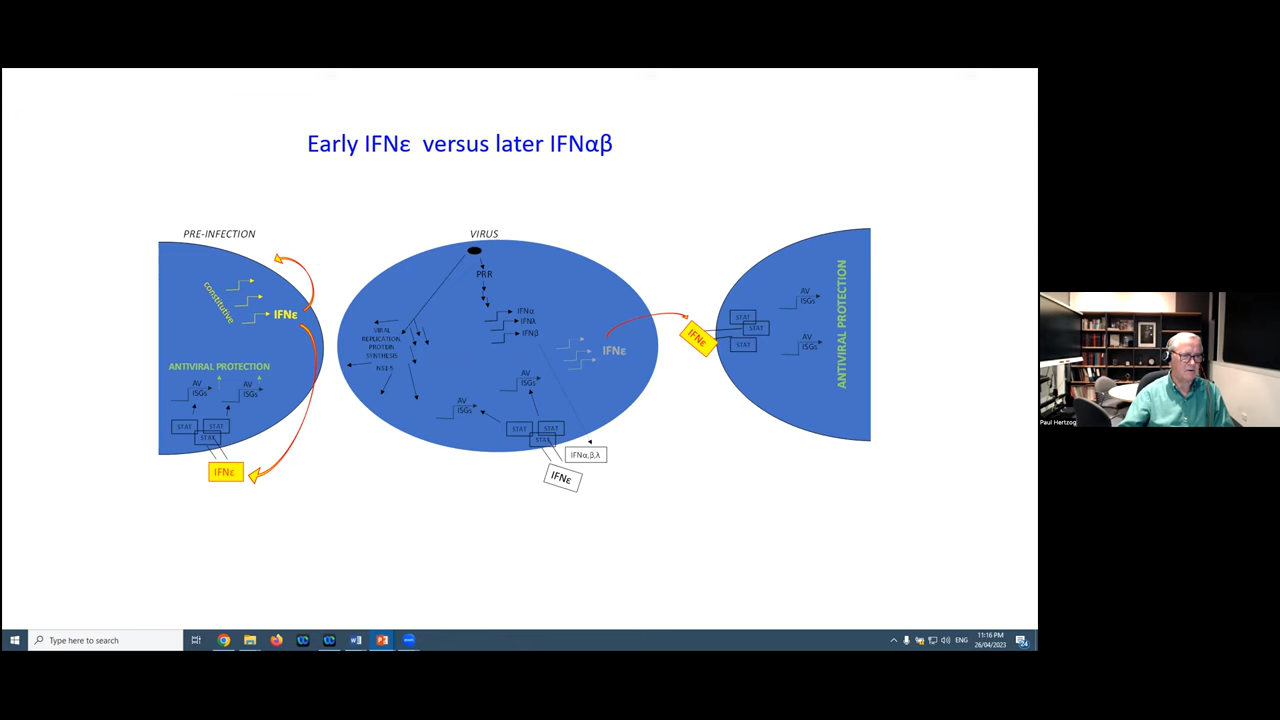 Early IFNε versus later IFNαβ
PRE-INFECTION
constitutive
IFNε
ANTIVIRAL PROTECTION
AV
ISGs
AV
ISGs
STAT
STAT
STAT
IFNε
VIRUS
PRR
IFNα
IFNλ
IFNβ
VIRAL
REPLICATION,
PROTEIN
SYNTHESIS
NS1-5
IFNε
AV
ISGs
AV
ISGs
STAT
STAT
STAT
IFNα,β,λ
IFNε
IFNε
STAT
STAT
STAT
AV
ISGs
AV
ISGs
ANTIVIRAL PROTECTION
Paul Hertzog
Type here to search
ENG
11:16 PM
26/04/2023
24